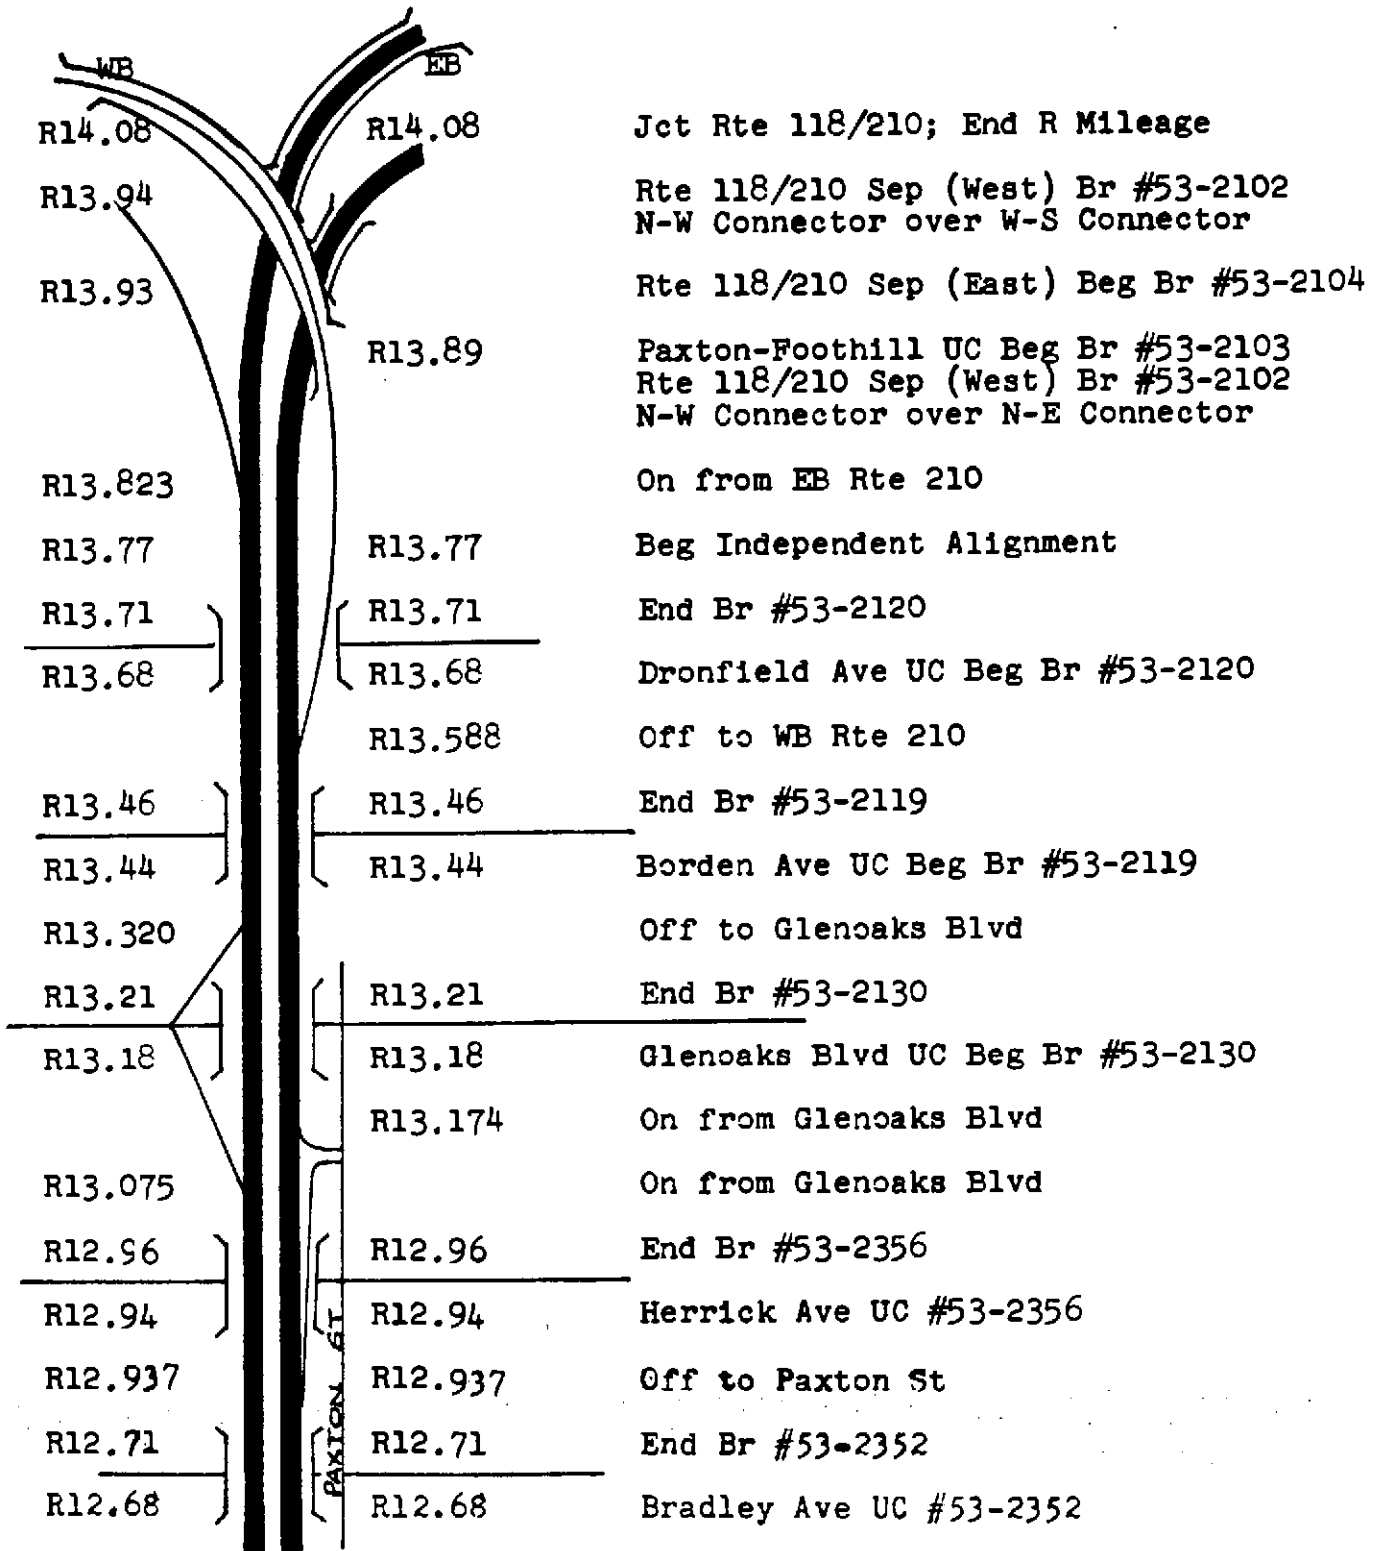 WB EB
R14.08 R14.08 Jct Rte 118/210; End R Mileage
R13.94 Rte 118/210 Sep (West) Br #53-2102
N-W Connector over W-S Connector
R13.93 Rte 118/210 Sep (East) Beg Br #53-2104
R13.89 Paxton-Foothill UC Beg Br #53-2103
Rte 118/210 Sep (West) Br #53-2102
N-W Connector over N-E Connector
R13.823 On from EB Rte 210
R13.77 R13.77 Beg Independent Alignment
R13.71 R13.71 End Br #53-2120
R13.68 R13.68 Dronfield Ave UC Beg Br #53-2120
R13.588 Off to WB Rte 210
R13.46 R13.46 End Br #53-2119
R13.44 R13.44 Borden Ave UC Beg Br #53-2119
R13.320 Off to Glenoaks Blvd
R13.21 R13.21 End Br #53-2130
R13.18 R13.18 Glenoaks Blvd UC Beg Br #53-2130
R13.174 On from Glenoaks Blvd
R13.075 On from Glenoaks Blvd
R12.96 R12.96 End Br #53-2356
R12.94 R12.94 Herrick Ave UC #53-2356
R12.937 R12.937 Off to Paxton St
R12.71 R12.71 End Br #53-2352
R12.68 R12.68 Bradley Ave UC #53-2352
PAXTON ST